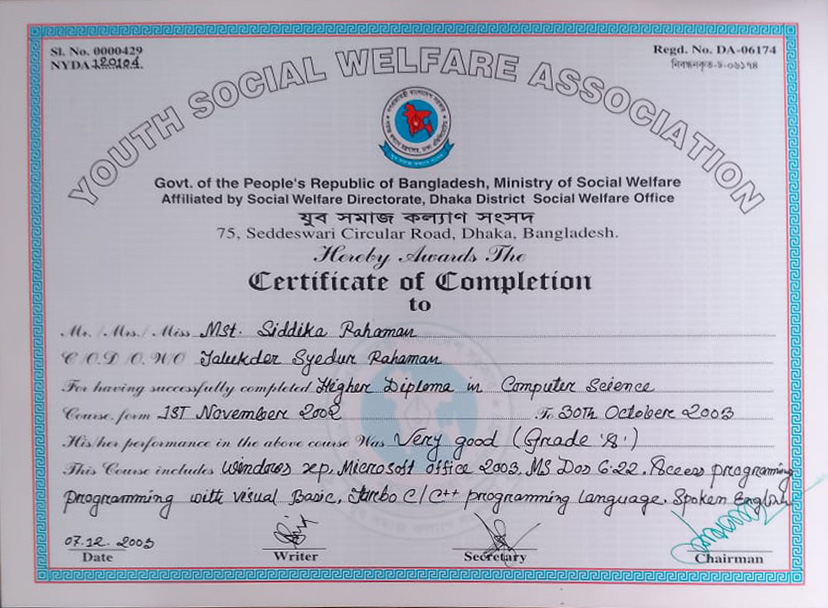 Sl. No. 0000429
NYDA 120104.
Regd. No. DA-06174
নিবন্ধনকৃত-ঢ-০৬১৭৪
YOUTH SOCIAL WELFARE ASSOCIATION
Govt. of the People's Republic of Bangladesh, Ministry of Social Welfare
Affiliated by Social Welfare Directorate, Dhaka District Social Welfare Office
যুব সমাজ কল্যাণ সংসদ
75, Seddeswari Circular Road, Dhaka, Bangladesh.
Hereby Awards The
Certificate of Completion
to
Mr. /Mrs./ Miss Mst. Siddika Rahaman
C/O.D/O.W/O Talukder Syedur Rahaman
For having successfully completed Higher Diploma in Computer Science
Course, form 1ST November 2002 To 30Th October 2003
His/her performance in the above course Was Very good (Grade 'A')
This Course includes Windows xp, Microsoft office 2003, MS Dos 6.22, Access programing
programming with visual Basic, Turbo C/C++ programming language. Spoken English
07.12.2003
Date Writer Secretary Chairman